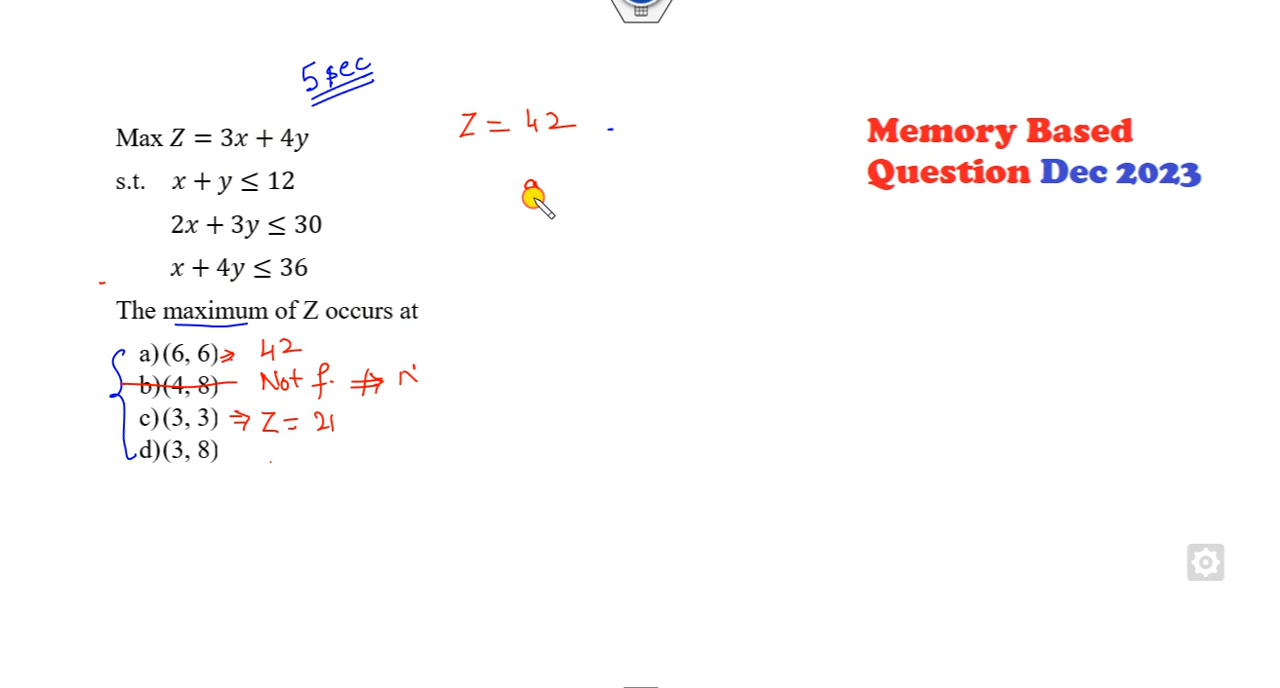 5 sec
Max Z = 3x + 4y
s.t. x + y ≤ 12
2x + 3y ≤ 30
x + 4y ≤ 36
The maximum of Z occurs at
a)(6, 6) ⇒ 42
b)(4, 8) Not f.
c)(3, 3) ⇒ Z = 21
d)(3, 8)
Z = 42
Memory Based
Question Dec 2023